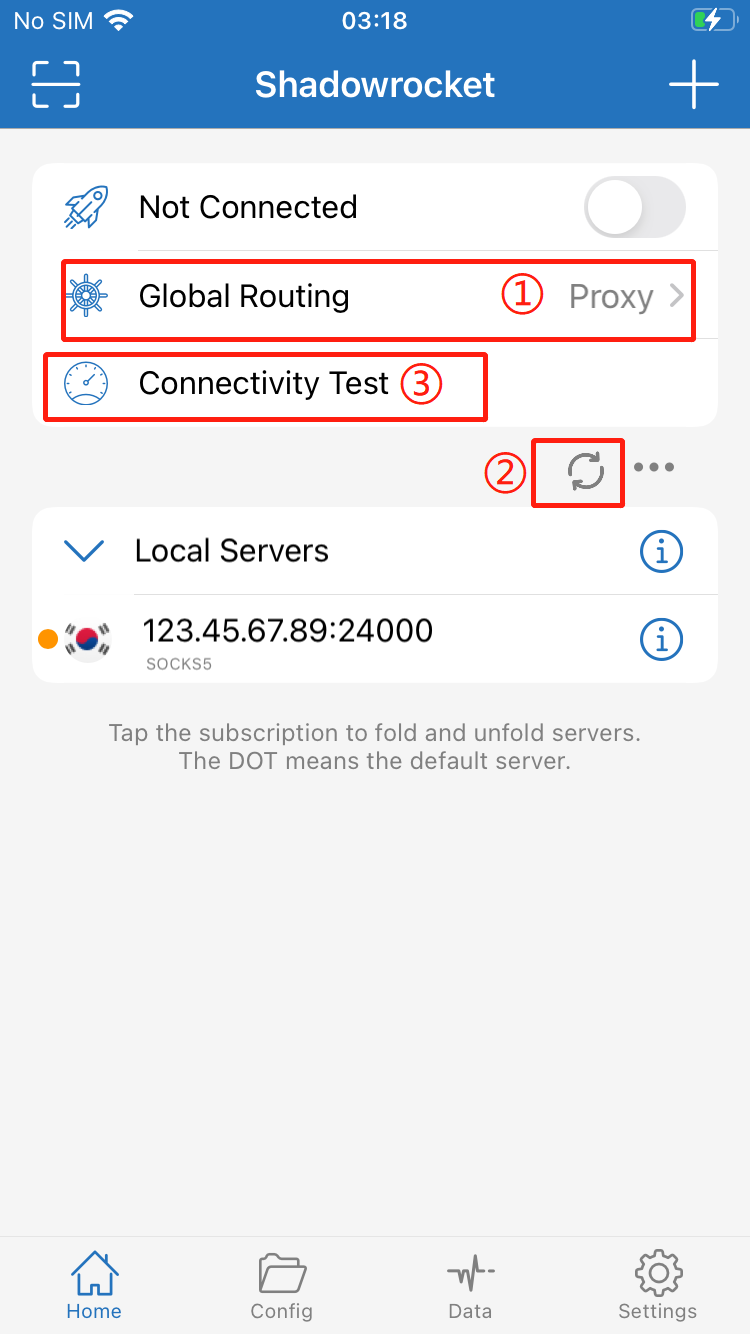 No SIM 03:18
Shadowrocket
Not Connected
Global Routing ① Proxy
Connectivity Test ③
②
Local Servers
123.45.67.89:24000
SOCKS5
Tap the subscription to fold and unfold servers.
The DOT means the default server.
Home Config Data Settings